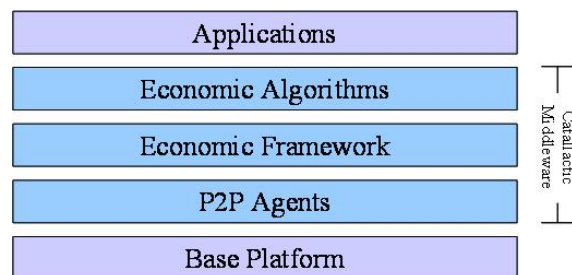 Applications
Economic Algorithms
Economic Framework
P2P Agents
Base Platform
Catallactic
Middleware